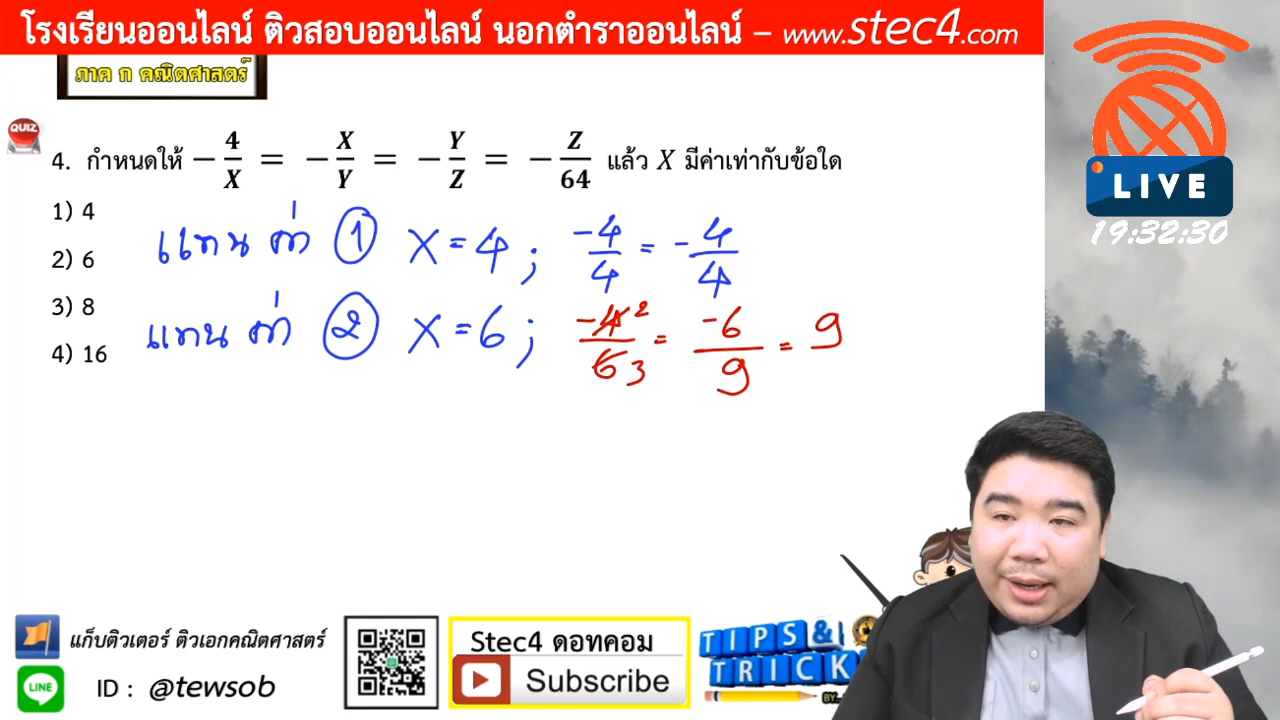 โรงเรียนออนไลน์ ติวสอบออนไลน์ นอกตำราออนไลน์ – www.stec4.com
ภาค ก คณิตศาสตร์
QUIZ
4. กำหนดให้ −4/X = −X/Y = −Y/Z = −Z/64 แล้ว X มีค่าเท่ากับข้อใด
1) 4
2) 6
3) 8
4) 16
แทนค่า ① X = 4 ; -4/4 = -4/4
แทนค่า ② X = 6 ; -4 2/6 3 = -6/9 = 9
LIVE
19:32:30
แก็บติวเตอร์ ติวเอกคณิตศาสตร์
LINE
ID : @tewsob
Stec4 ดอทคอม
Subscribe
TIPS &
TRICK
BY..